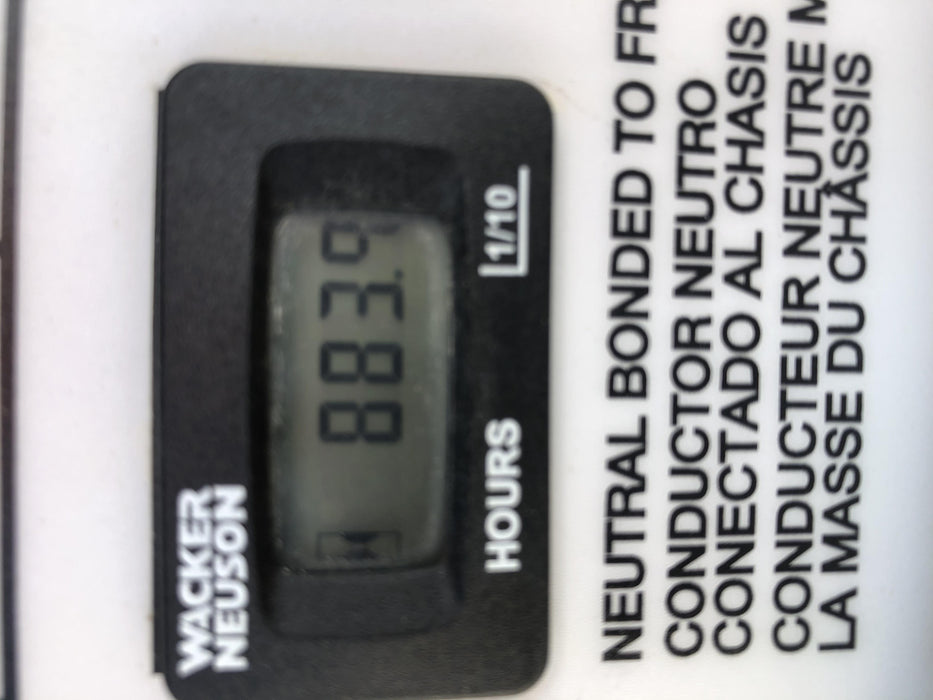 WACKER
NEUSON
883.9
HOURS 1/10
NEUTRAL BONDED TO FR
CONDUCTOR NEUTRO
CONECTADO AL CHASIS
CONDUCTEUR NEUTRE M
LA MASSE DU CHÂSSIS